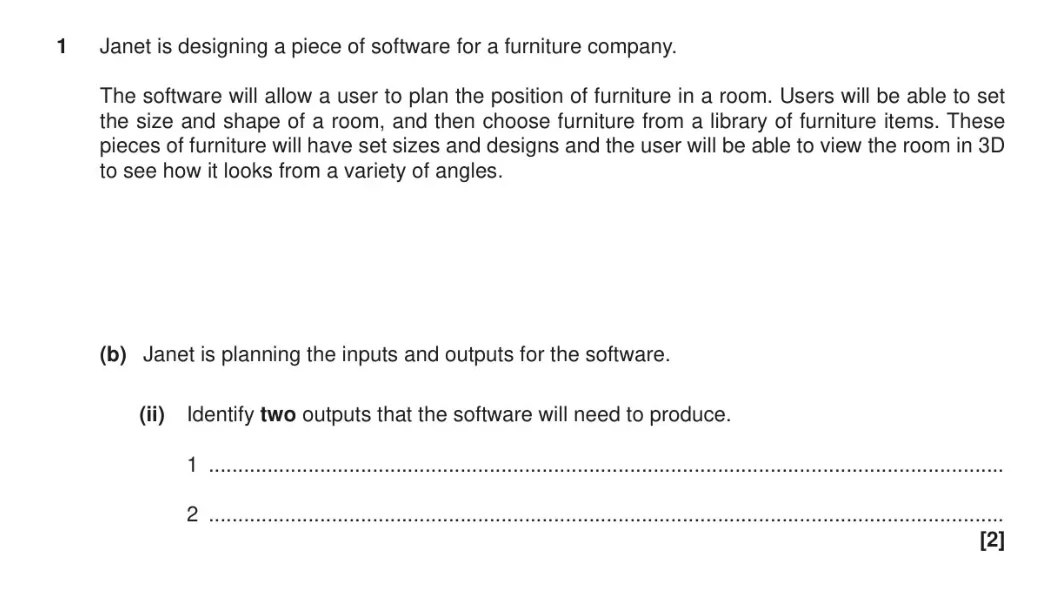 1 Janet is designing a piece of software for a furniture company.
The software will allow a user to plan the position of furniture in a room. Users will be able to set
the size and shape of a room, and then choose furniture from a library of furniture items. These
pieces of furniture will have set sizes and designs and the user will be able to view the room in 3D
to see how it looks from a variety of angles.
(b) Janet is planning the inputs and outputs for the software.
(ii) Identify two outputs that the software will need to produce.
1 ........................................................................................................................................
2 ........................................................................................................................................
[2]